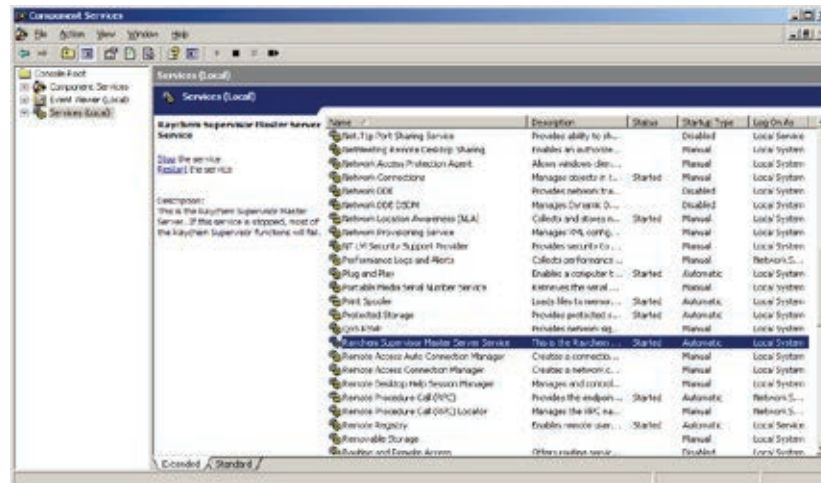 Component Services
File Action View Window Help
Console Root
Component Services
Event Viewer (Local)
Services (Local)
Services (Local)
Services (Local)
Raychem Supervisor Master Server Service
Stop the service
Restart the service
Description:
This is the Raychem Supervisor Master Server. If this service is stopped, most of the Raychem Supervisor functions will fail.
Name Description Status Startup Type Log On As
Net.Tcp Port Sharing Service Provides ability to sh... Disabled Local Service
NetMeeting Remote Desktop Sharing Enables an authorize... Manual Local System
Network Access Protection Agent Allows windows clien... Manual Local System
Network Connections Manages objects in t... Started Manual Local System
Network DDE Provides network tra... Disabled Local System
Network DDE DSDM Manages Dynamic D... Disabled Local System
Network Location Awareness (NLA) Collects and stores n... Started Manual Local System
Network Provisioning Service Manages XML config... Manual Local System
NT LM Security Support Provider Provides security to ... Manual Local System
Performance Logs and Alerts Collects performance ... Manual Network S...
Plug and Play Enables a computer t... Started Automatic Local System
Portable Media Serial Number Service Retrieves the serial ... Manual Local System
Print Spooler Loads files to memor... Started Automatic Local System
Protected Storage Provides protected s... Started Automatic Local System
QoS RSVP Provides network sig... Manual Local System
Raychem Supervisor Master Server Service This is the Raychem ... Started Automatic Local System
Remote Access Auto Connection Manager Creates a connectio... Manual Local System
Remote Access Connection Manager Creates a network c... Manual Local System
Remote Desktop Help Session Manager Manages and control... Manual Local System
Remote Procedure Call (RPC) Provides the endpoin... Started Automatic Network S...
Remote Procedure Call (RPC) Locator Manages the RPC na... Manual Network S...
Remote Registry Enables remote user... Started Automatic Local Service
Removable Storage Manual Local System
Routing and Remote Access Offers routing servic... Disabled Local System
Extended Standard